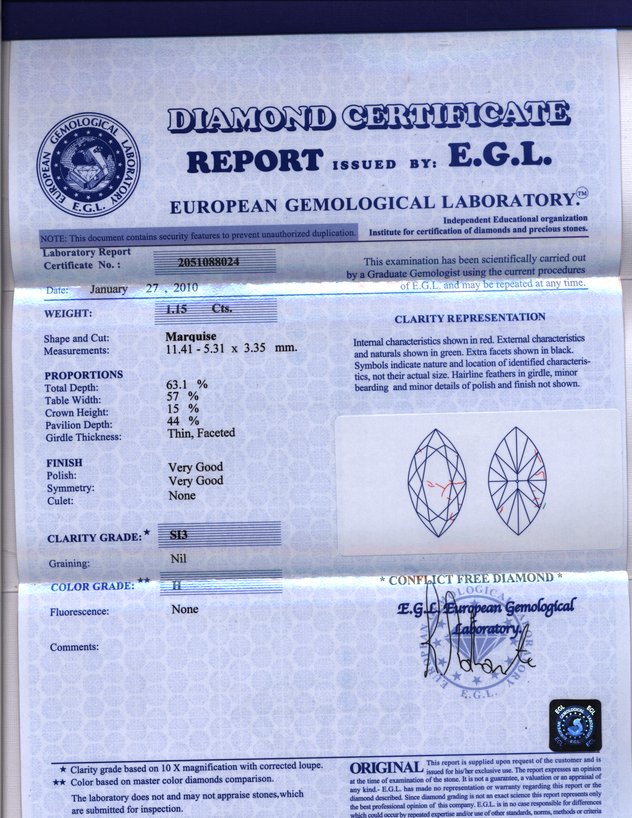 DIAMOND CERTIFICATE
REPORT ISSUED BY: E.G.L.
EUROPEAN GEMOLOGICAL LABORATORY.™
EUROPEAN GEMOLOGICAL LABORATORY
E.G.L.
Independent Educational organization
Institute for certification of diamonds and precious stones.
NOTE: This document contains security features to prevent unauthorized duplication.
Laboratory Report
Certificate No. : 2051088024
Date: January 27 , 2010
WEIGHT: 1.15 Cts.
Shape and Cut: Marquise
Measurements: 11.41 - 5.31 x 3.35 mm.
PROPORTIONS
Total Depth: 63.1 %
Table Width: 57 %
Crown Height: 15 %
Pavilion Depth: 44 %
Girdle Thickness: Thin, Faceted
FINISH
Polish: Very Good
Symmetry: Very Good
Culet: None
CLARITY GRADE:★ SI3
Graining: Nil
COLOR GRADE:★★ H
Fluorescence: None
Comments:
This examination has been scientifically carried out
by a Graduate Gemologist using the current procedures
of E.G.L. and may be repeated at any time.
CLARITY REPRESENTATION
Internal characteristics shown in red. External characteristics
and naturals shown in green. Extra facets shown in black.
Symbols indicate nature and location of identified characteris-
tics, not their actual size. Hairline feathers in girdle, minor
bearding and minor details of polish and finish not shown.
* CONFLICT FREE DIAMOND *
E.G.L. European Gemological
Laboratory.
E.G.L.
EGL
EGL
E.G.L.
★ Clarity grade based on 10 X magnification with corrected loupe.
★★ Color based on master color diamonds comparison.
The laboratory does not and may not appraise stones,which
are submitted for inspection.
ORIGINAL This report is supplied upon request of the customer and is
issued for his/her exclusive use. The report expresses an opinion
at the time of examination of the stone. It is not a guarantee, a valuation or an appraisal of
any kind.- E.G.L. has made no representation or warranty regarding this report or the
diamond described. Since diamond grading is not an exact science this report represents only
the best professional opinion of this company. E.G.L. is in no case responsible for differences
which could occur by repeated expertise and/or use of other standards, norms, methods or criteria